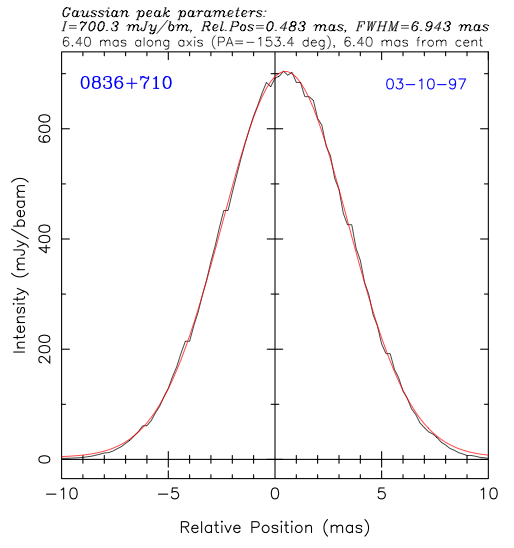 Gaussian peak parameters:
I=700.3 mJy/bm, Rel.Pos=0.483 mas, FWHM=6.943 mas
6.40 mas along axis (PA=−153.4 deg), 6.40 mas from cent
0836+710
03−10−97
600
400
200
0
Intensity (mJy/beam)
−10 −5 0 5 10
Relative Position (mas)